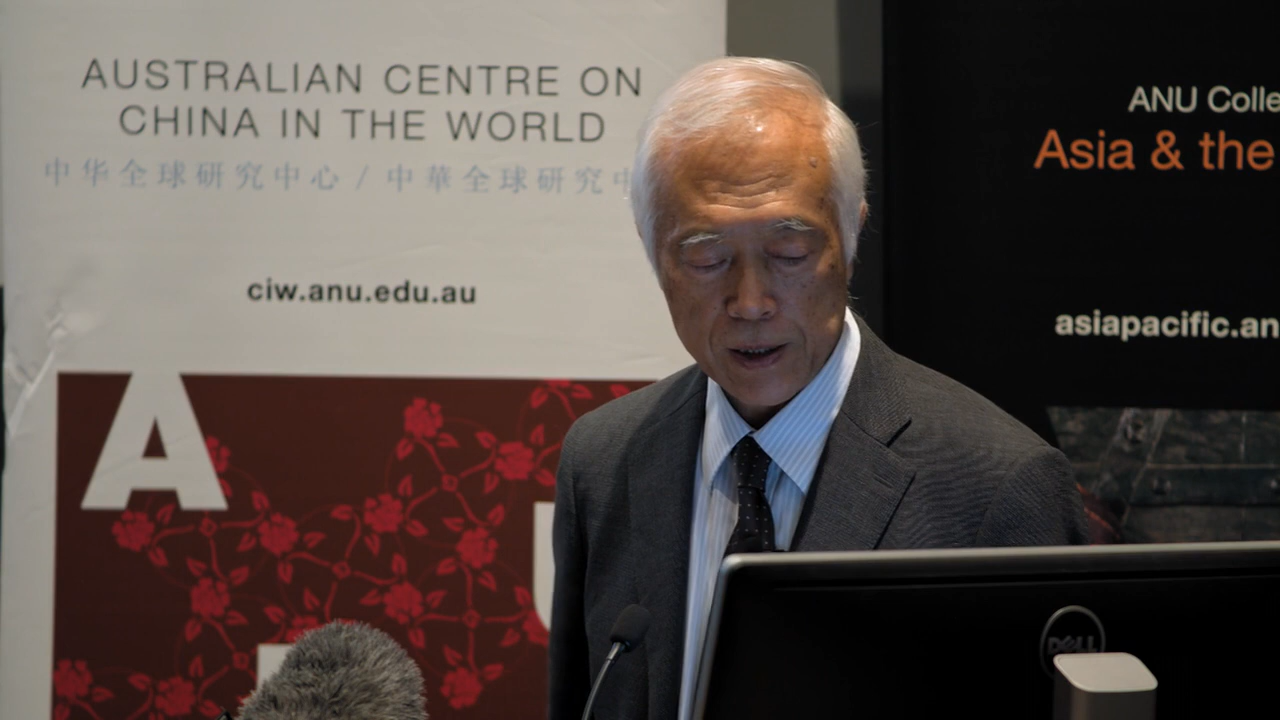 AUSTRALIAN CENTRE ON
CHINA IN THE WORLD
中华全球研究中心 / 中華全球研究中
ciw.anu.edu.au
A
ANU Colle
Asia & the
asiapacific.an
DELL